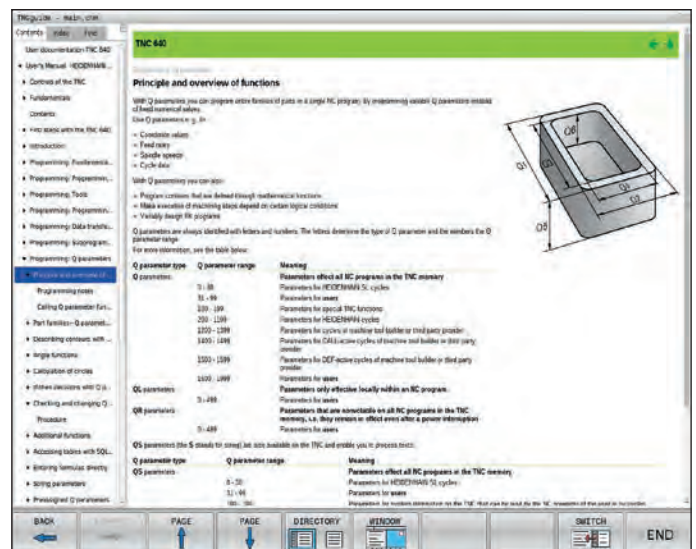 TNCguide - main.chm
Contents Index Find
User documentation TNC 640
User's Manual HEIDENHAIN...
Controls of the TNC
Fundamentals
Contents
First Steps with the TNC 640
Introduction
Programming: Fundamenta...
Programming: Programmin...
Programming: Tools
Programming: Programmin...
Programming: Data transfe...
Programming: Subprogram...
Programming: Q parameters
Principle and overview of...
Programming notes
Calling Q parameter fun...
Part families—Q paramet...
Describing contours with ...
Angle functions
Calculation of circles
If-then decisions with Q p...
Checking and changing Q...
Procedure
Additional functions
Accessing tables with SQL...
Entering formulas directly
String parameters
Preassigned Q parameters
TNC 640
Principle and overview of functions
With Q parameters you can program entire families of parts in a single NC program by programming variable Q parameters instead
of fixed numerical values.
Use Q parameters e.g. for:
Coordinate values
Feed rates
Spindle speeds
Cycle data
With Q parameters you can also:
Program contours that are defined through mathematical functions
Make execution of machining steps depend on certain logical conditions
Variably design FK programs
Q parameters are always identified with letters and numbers. The letters determine the type of Q parameter and the numbers the Q
parameter range.
For more information, see the table below:
Q parameter type Q parameter range Meaning
Q parameters Parameters effect all NC programs in the TNC memory
0 - 30 Parameters for HEIDENHAIN SL cycles
31 - 99 Parameters for users
100 - 199 Parameters for special TNC functions
200 - 1199 Parameters for HEIDENHAIN cycles
1200 - 1399 Parameters for cycles of machine tool builder or third party provider
1400 - 1499 Parameters for CALL-active cycles of machine tool builder or third party
provider
1500 - 1599 Parameters for DEF-active cycles of machine tool builder or third party
provider
1600 - 1999 Parameters for users
QL parameters Parameters only effective locally within an NC program.
0 - 499 Parameters for users
QR parameters Parameters that are nonvolatile on all NC programs in the TNC
memory, i.e. they remain in effect even after a power interruption
0 - 499 Parameters for users
QS parameters (the S stands for string) are also available on the TNC and enable you to process texts.
Q parameter type Q parameter range Meaning
QS parameters Parameters effect all NC programs in the TNC memory
0 - 30 Parameters for HEIDENHAIN SL cycles
31 - 99 Parameters for users
Q6
Q1
Q3
Q4
Q2
Q5
BACK
PAGE
PAGE
DIRECTORY
WINDOW
SWITCH
END